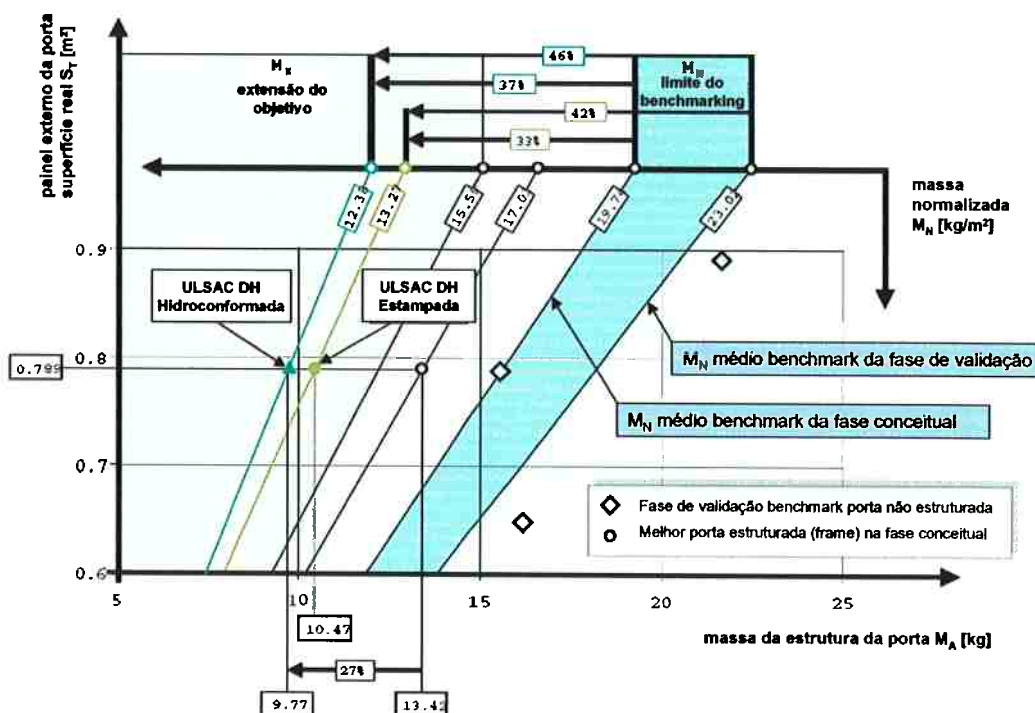 painel externo da porta
superfície real S_T [m²]
46%
M_N
extensão do
objetivo
37%
M_N
limite do
benchmarking
42%
33%
massa
normalizada
M_N [kg/m²]
12.38
13.27
15.5
17.0
19.7
23.0
0.9
ULSAC DH
Hidroconformada
ULSAC DH
Estampada
0.8
0.789
M_N médio benchmark da fase de validação
M_N médio benchmark da fase conceitual
0.7
Fase de validação benchmark porta não estruturada
Melhor porta estruturada (frame) na fase conceitual
0.6
5
10
15
20
25
10.47
massa da estrutura da porta M_A [kg]
27%
9.77
13.42